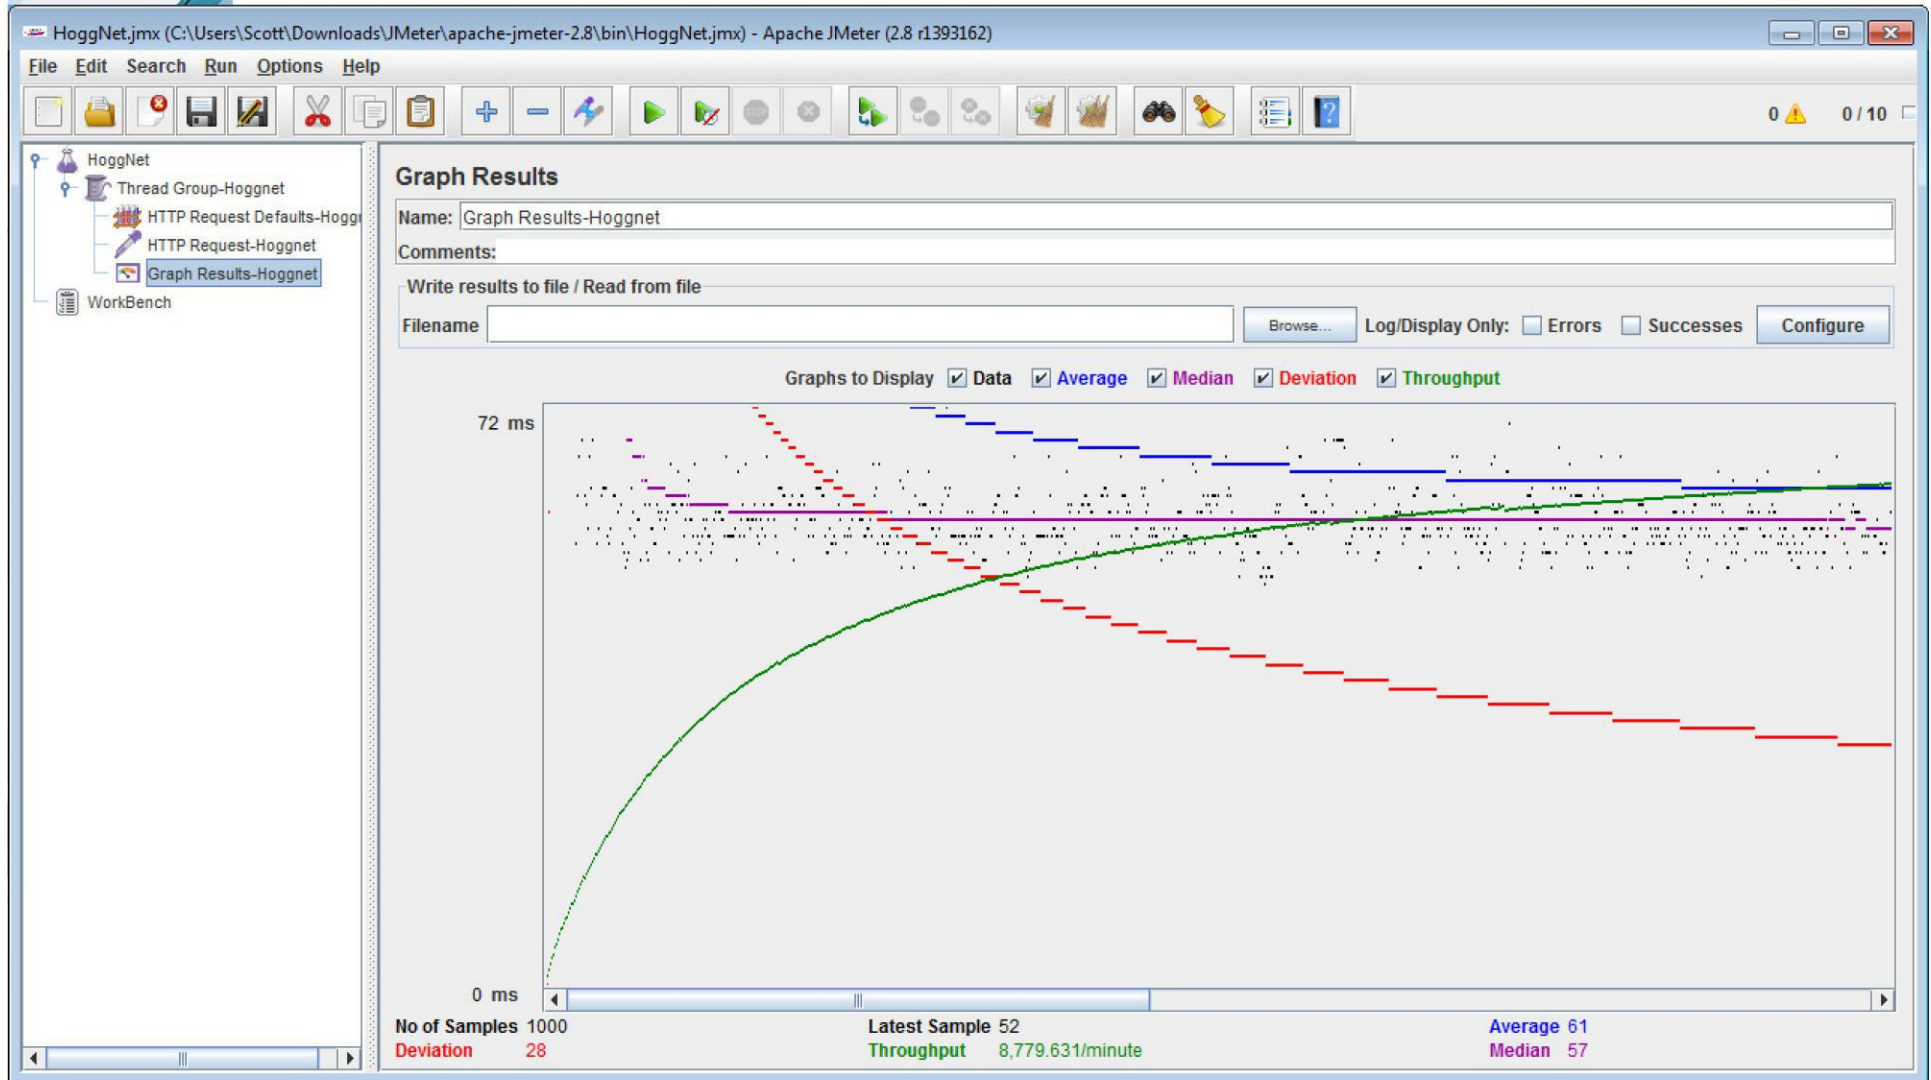 HoggNet.jmx (C:\Users\Scott\Downloads\JMeter\apache-jmeter-2.8\bin\HoggNet.jmx) - Apache JMeter (2.8 r1393162)
File Edit Search Run Options Help
0 0 / 10
HoggNet
Thread Group-Hoggnet
HTTP Request Defaults-Hogg
HTTP Request-Hoggnet
Graph Results-Hoggnet
WorkBench
Graph Results
Name: Graph Results-Hoggnet
Comments:
Write results to file / Read from file
Filename Browse... Log/Display Only: Errors Successes Configure
Graphs to Display Data Average Median Deviation Throughput
72 ms
0 ms
No of Samples 1000 Latest Sample 52 Average 61
Deviation 28 Throughput 8,779.631/minute Median 57